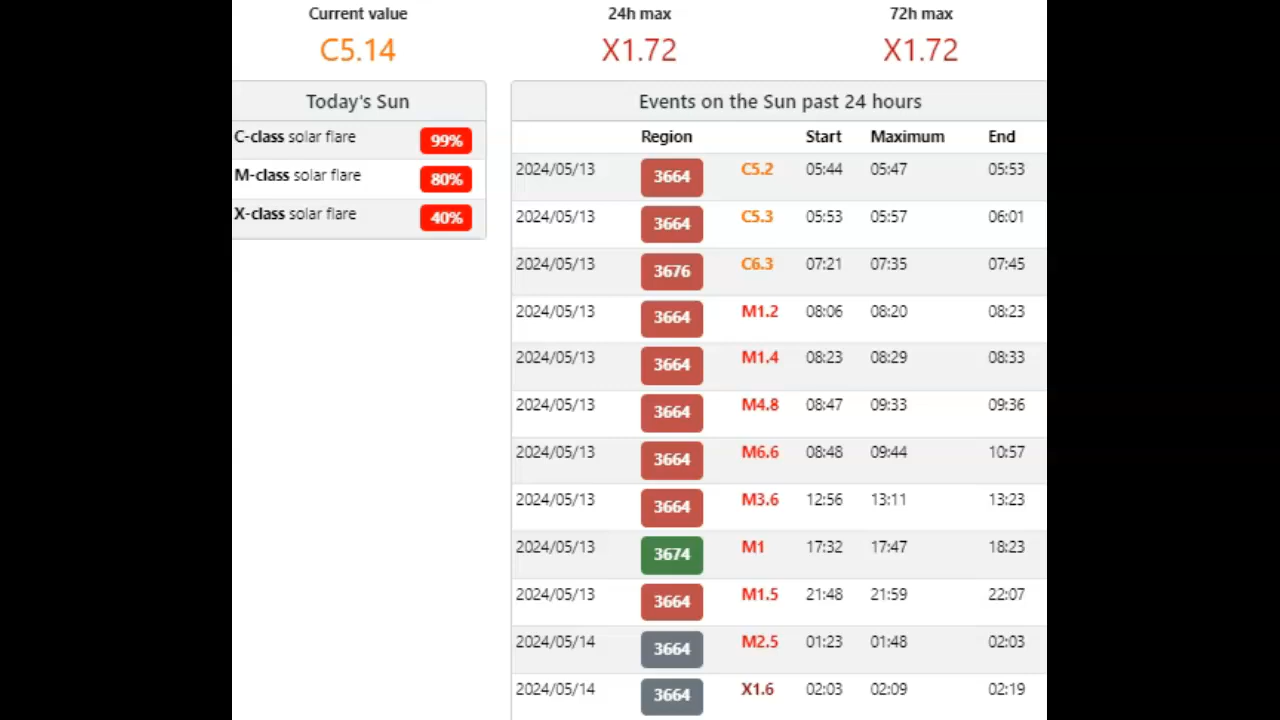 Current value 24h max 72h max
C5.14 X1.72 X1.72
Today's Sun
C-class solar flare 99%
M-class solar flare 80%
X-class solar flare 40%
Events on the Sun past 24 hours
Region Start Maximum End
2024/05/13 3664 C5.2 05:44 05:47 05:53
2024/05/13 3664 C5.3 05:53 05:57 06:01
2024/05/13 3676 C6.3 07:21 07:35 07:45
2024/05/13 3664 M1.2 08:06 08:20 08:23
2024/05/13 3664 M1.4 08:23 08:29 08:33
2024/05/13 3664 M4.8 08:47 09:33 09:36
2024/05/13 3664 M6.6 08:48 09:44 10:57
2024/05/13 3664 M3.6 12:56 13:11 13:23
2024/05/13 3674 M1 17:32 17:47 18:23
2024/05/13 3664 M1.5 21:48 21:59 22:07
2024/05/14 3664 M2.5 01:23 01:48 02:03
2024/05/14 3664 X1.6 02:03 02:09 02:19